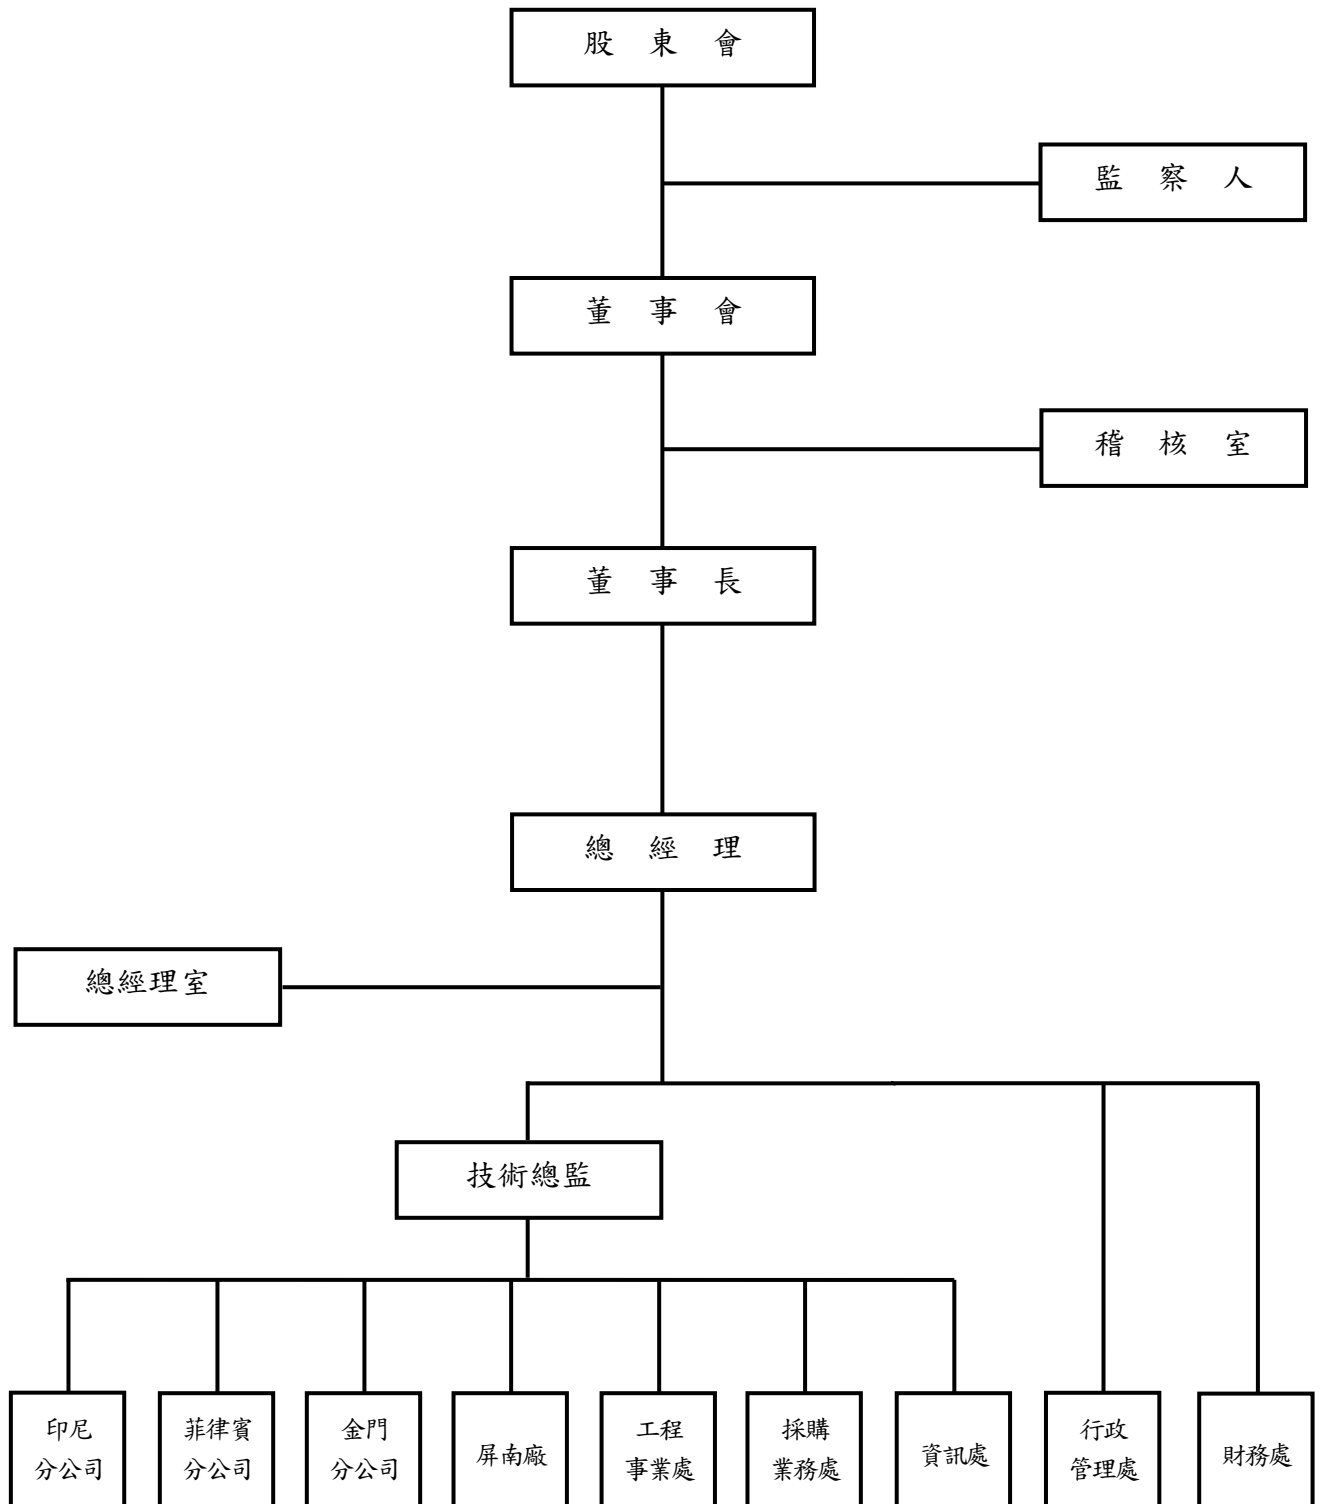 股東會
監察人
董事會
稽核室
董事長
總經理
總經理室
技術總監
印尼
分公司
菲律賓
分公司
金門
分公司
屏南廠
工程
事業處
採購
業務處
資訊處
行政
管理處
財務處